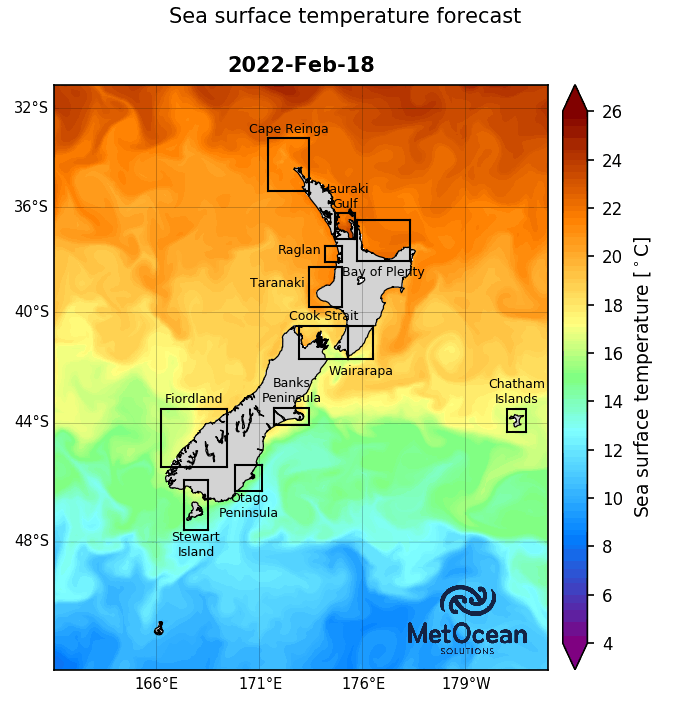 Sea surface temperature forecast
2022-Feb-18
32°S
36°S
40°S
44°S
48°S
Cape Reinga
Hauraki
Gulf
Raglan
Bay of Plenty
Taranaki
Cook Strait
Wairarapa
Banks
Peninsula
Fiordland
Chatham
Islands
Otago
Peninsula
Stewart
Island
MetOcean
SOLUTIONS
166°E
171°E
176°E
179°W
26
24
22
20
18
16
14
12
10
8
6
4
Sea surface temperature [°C]